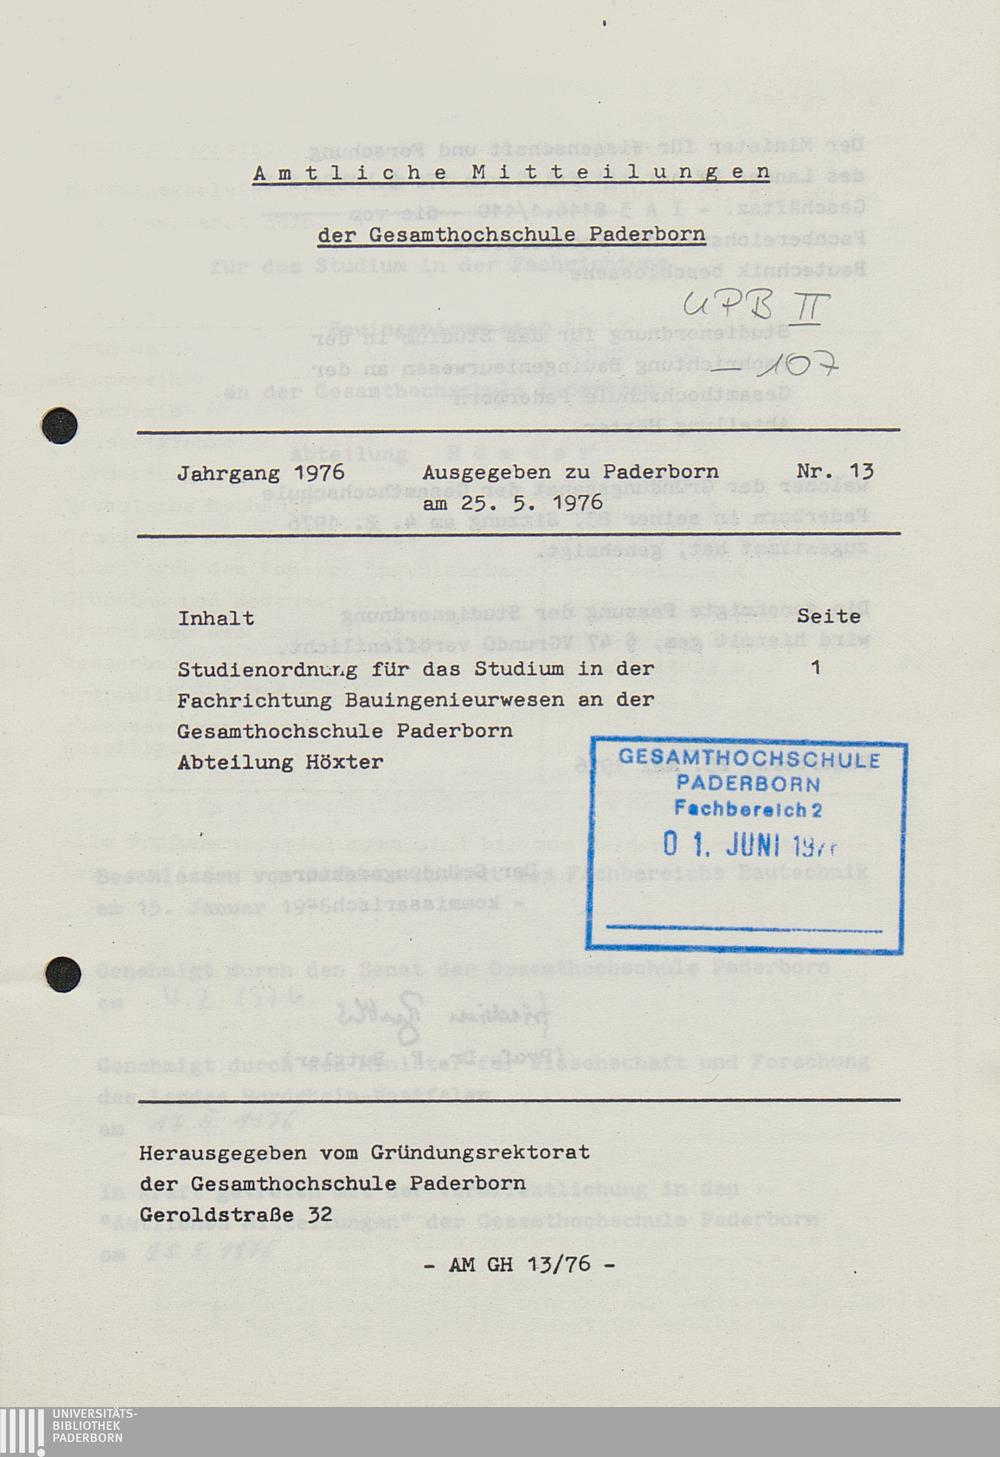 Amtliche Mitteilungen
der Gesamthochschule Paderborn
UPB II
— 107
Jahrgang 1976 Ausgegeben zu Paderborn Nr. 13
am 25. 5. 1976
Inhalt Seite
Studienordnung für das Studium in der 1
Fachrichtung Bauingenieurwesen an der
Gesamthochschule Paderborn
Abteilung Höxter
GESAMTHOCHSCHULE
PADERBORN
Fachbereich 2
0 1. JUNI
Herausgegeben vom Gründungsrektorat
der Gesamthochschule Paderborn
Geroldstraße 32
- AM GH 13/76 -
UNIVERSITÄTS-
BIBLIOTHEK
PADERBORN